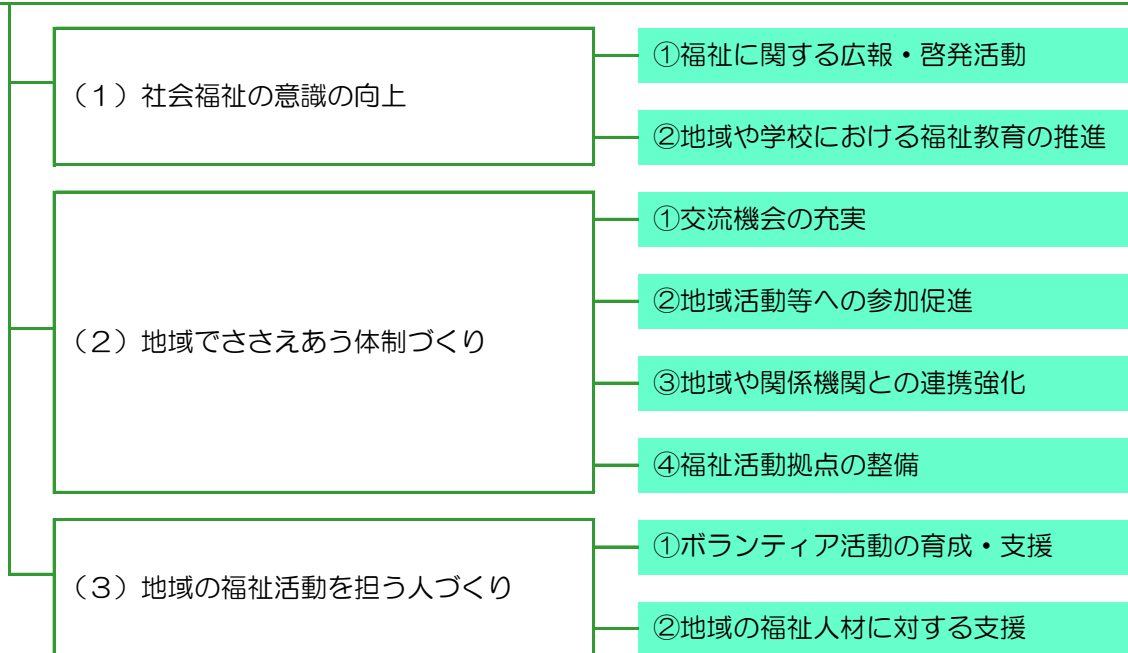 （1）社会福祉の意識の向上
①福祉に関する広報・啓発活動
②地域や学校における福祉教育の推進
（2）地域でささえあう体制づくり
①交流機会の充実
②地域活動等への参加促進
③地域や関係機関との連携強化
④福祉活動拠点の整備
（3）地域の福祉活動を担う人づくり
①ボランティア活動の育成・支援
②地域の福祉人材に対する支援